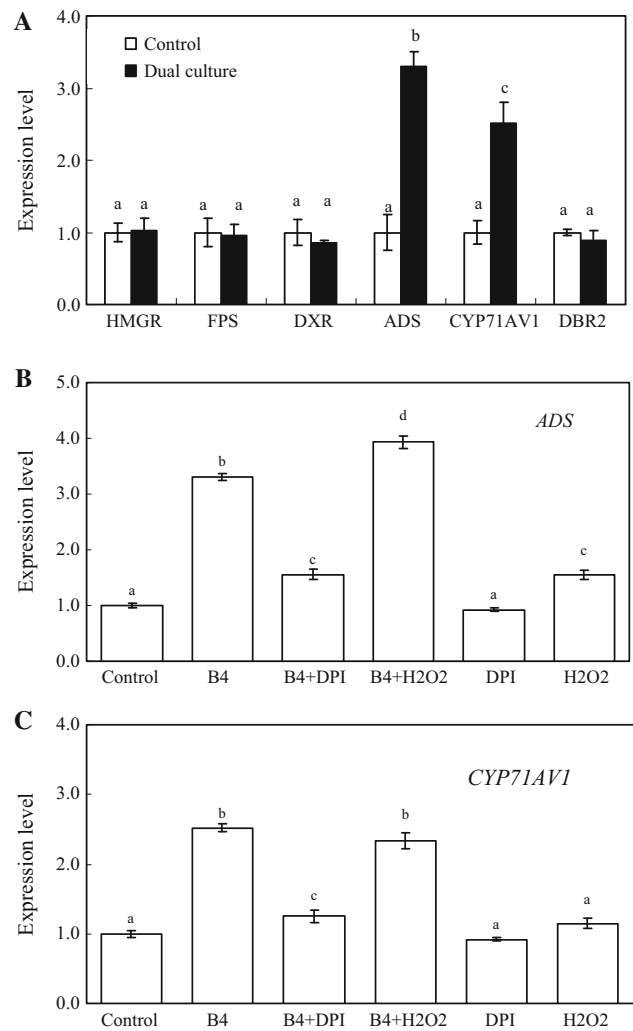 A
4.0
3.0
2.0
1.0
0.0
Expression level
Control
Dual culture
a a a a a a a b a c a a
HMGR FPS DXR ADS CYP71AV1 DBR2
B
5.0
4.0
3.0
2.0
1.0
0.0
Expression level
ADS
a b c d a c
Control B4 B4+DPI B4+H2O2 DPI H2O2
C
4.0
3.0
2.0
1.0
0.0
Expression level
CYP71AV1
a b c b a a
Control B4 B4+DPI B4+H2O2 DPI H2O2